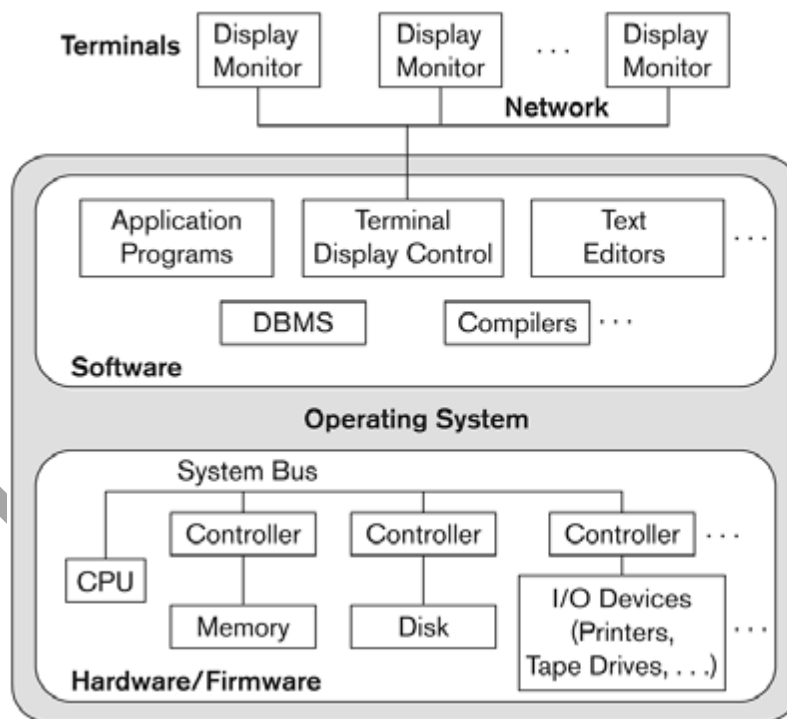 Terminals
Display
Monitor
Display
Monitor
. . .
Display
Monitor
Network
Application
Programs
Terminal
Display Control
Text
Editors
. . .
DBMS
Compilers
. . .
Software
Operating System
System Bus
Controller
Controller
Controller
. . .
CPU
Memory
Disk
I/O Devices
(Printers,
Tape Drives, . . .)
. . .
Hardware/Firmware